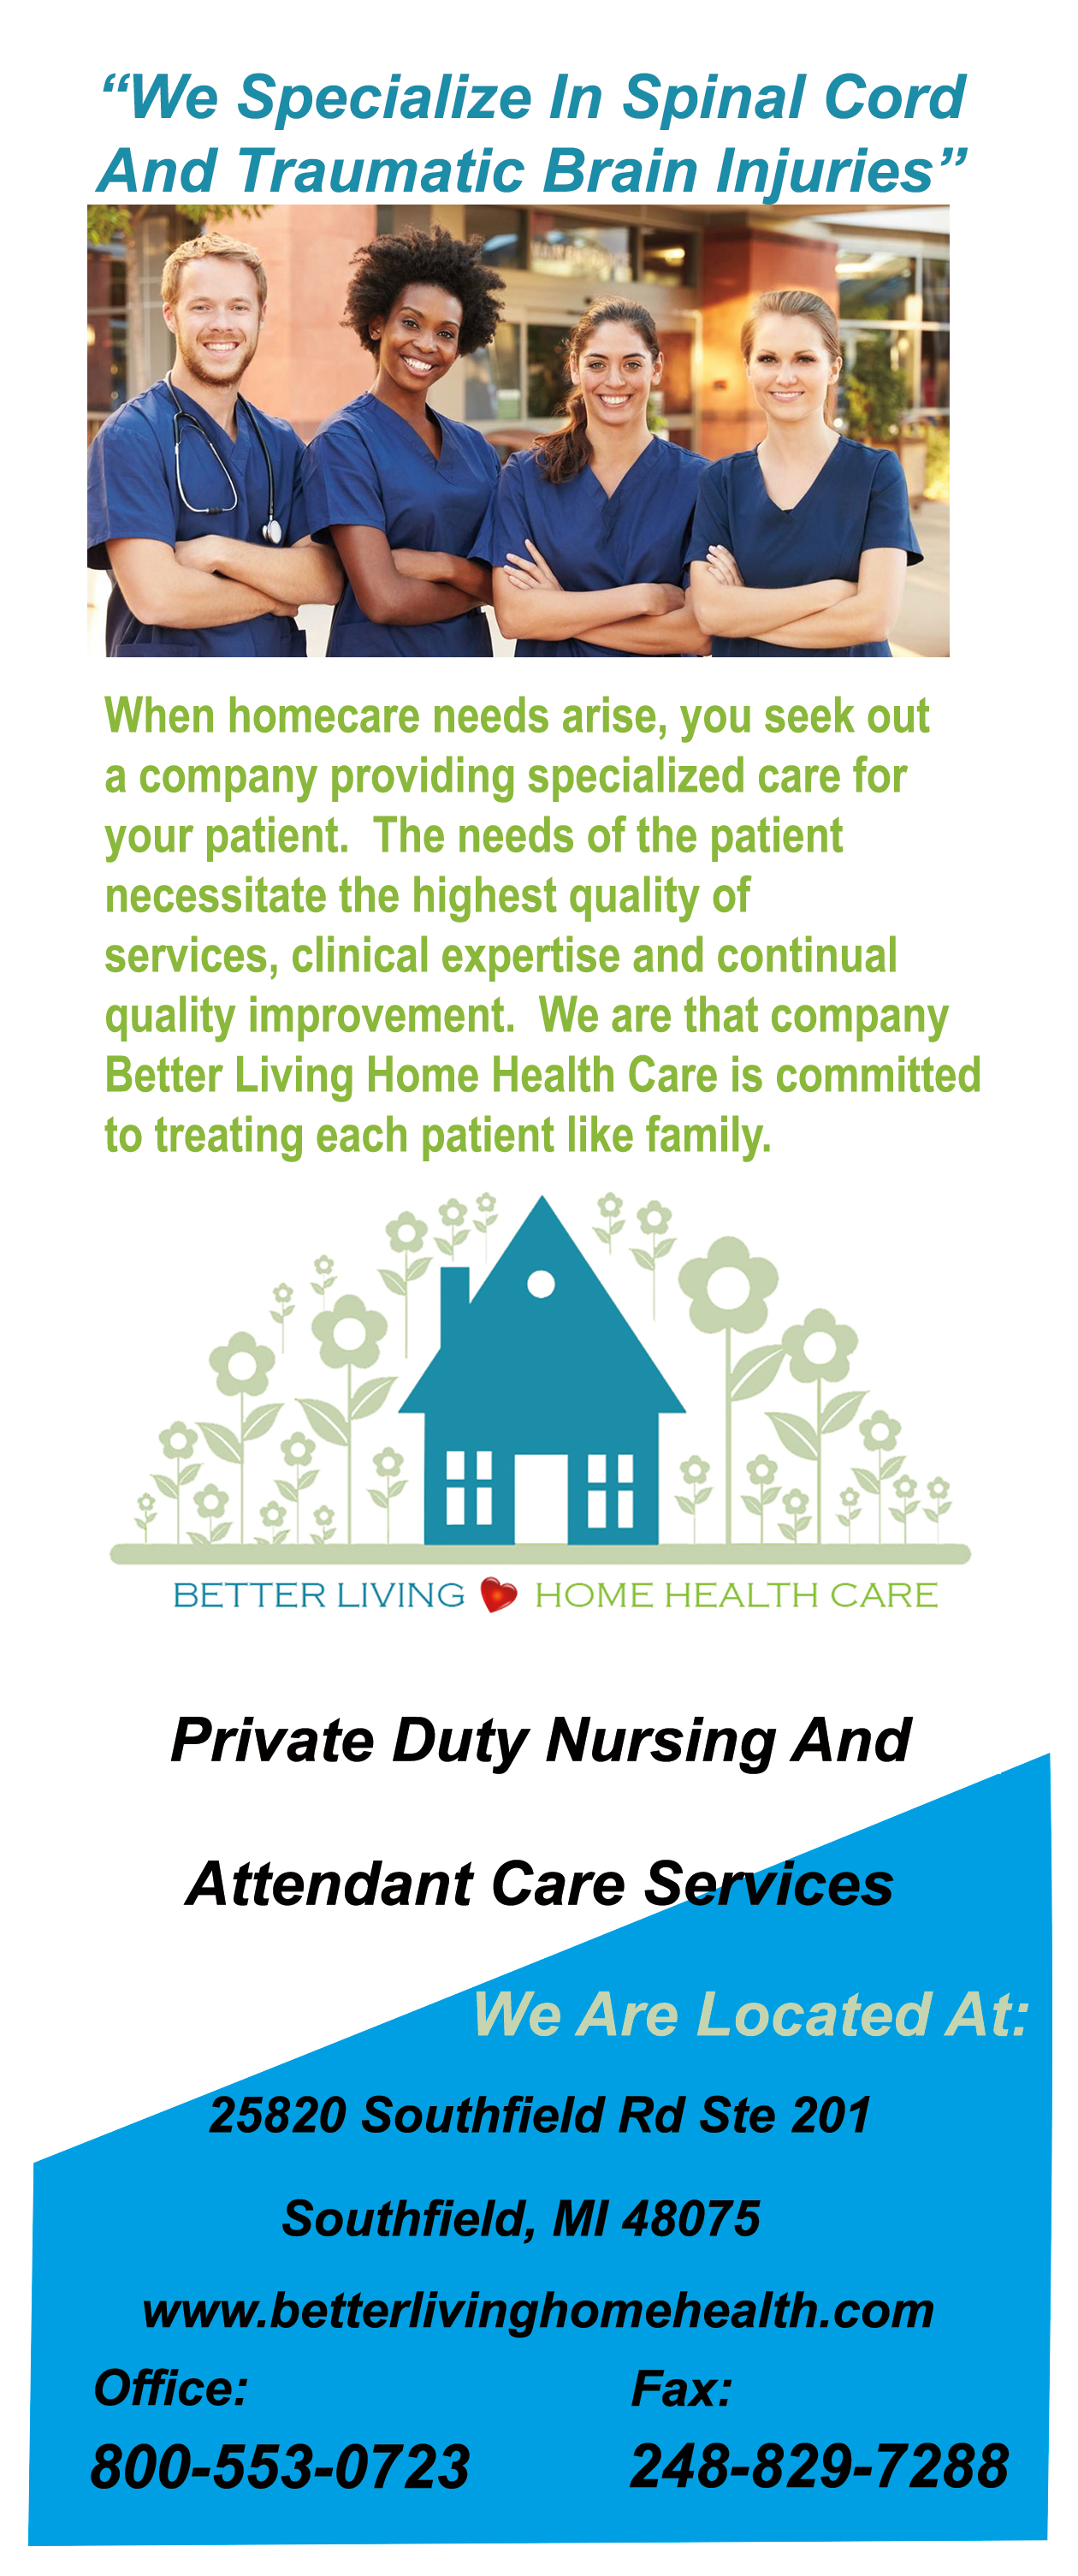 “We Specialize In Spinal Cord
And Traumatic Brain Injuries”
When homecare needs arise, you seek out
a company providing specialized care for
your patient.  The needs of the patient
necessitate the highest quality of
services, clinical expertise and continual
quality improvement.  We are that company
Better Living Home Health Care is committed
to treating each patient like family.
BETTER LIVING HOME HEALTH CARE
Private Duty Nursing And
Attendant Care Services
We Are Located At:
25820 Southfield Rd Ste 201
Southfield, MI 48075
www.betterlivinghomehealth.com
Office: Fax:
800-553-0723 248-829-7288